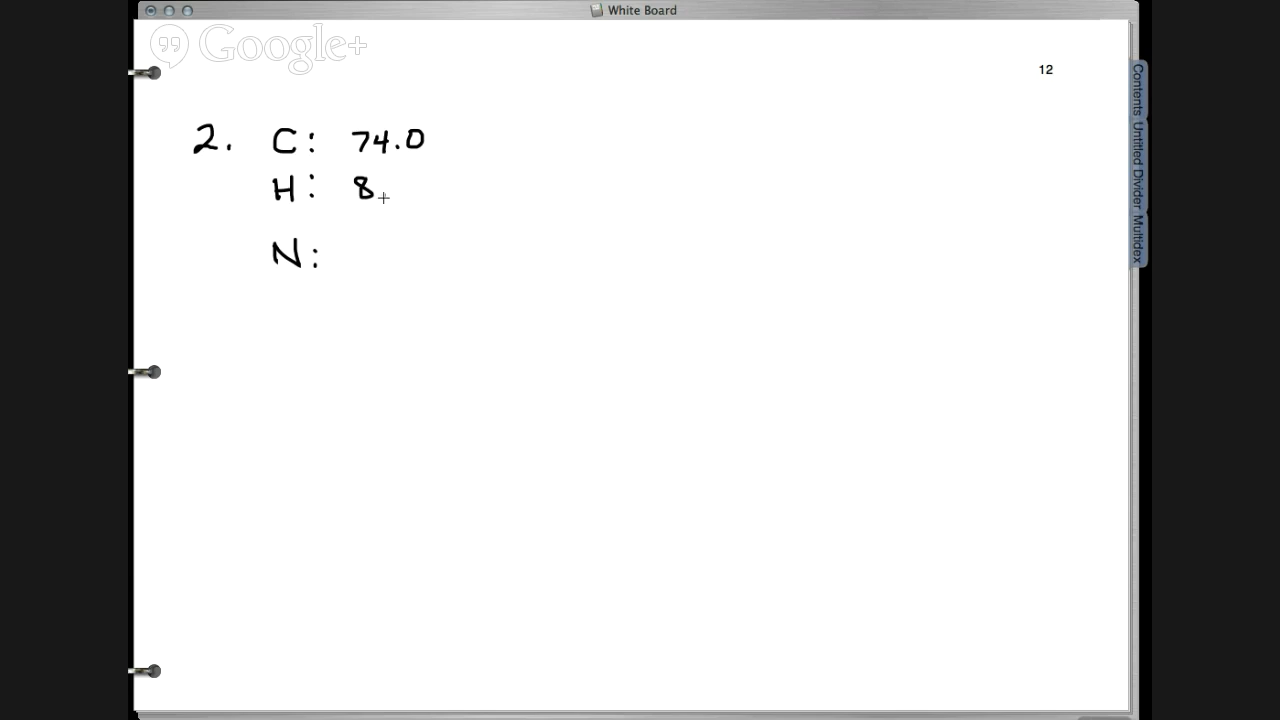 White Board
Google+
12
2. C: 74.0
H: 8
N:
Contents
Untitled Divider
Multidex